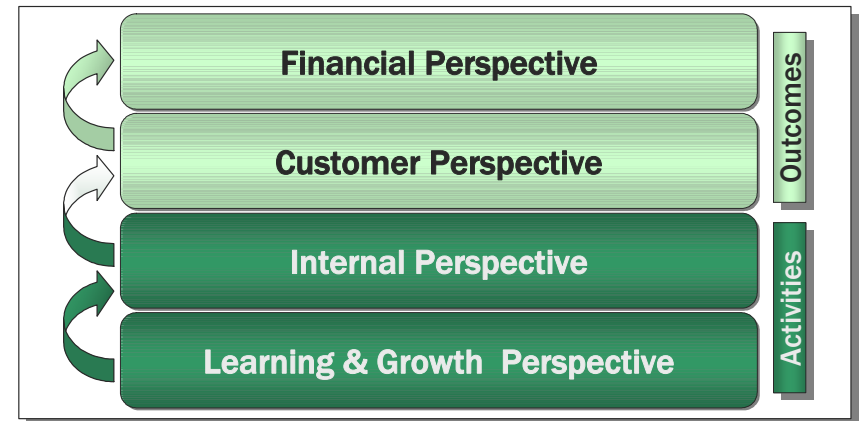 Financial Perspective
Customer Perspective
Outcomes
Internal Perspective
Learning & Growth  Perspective
Activities